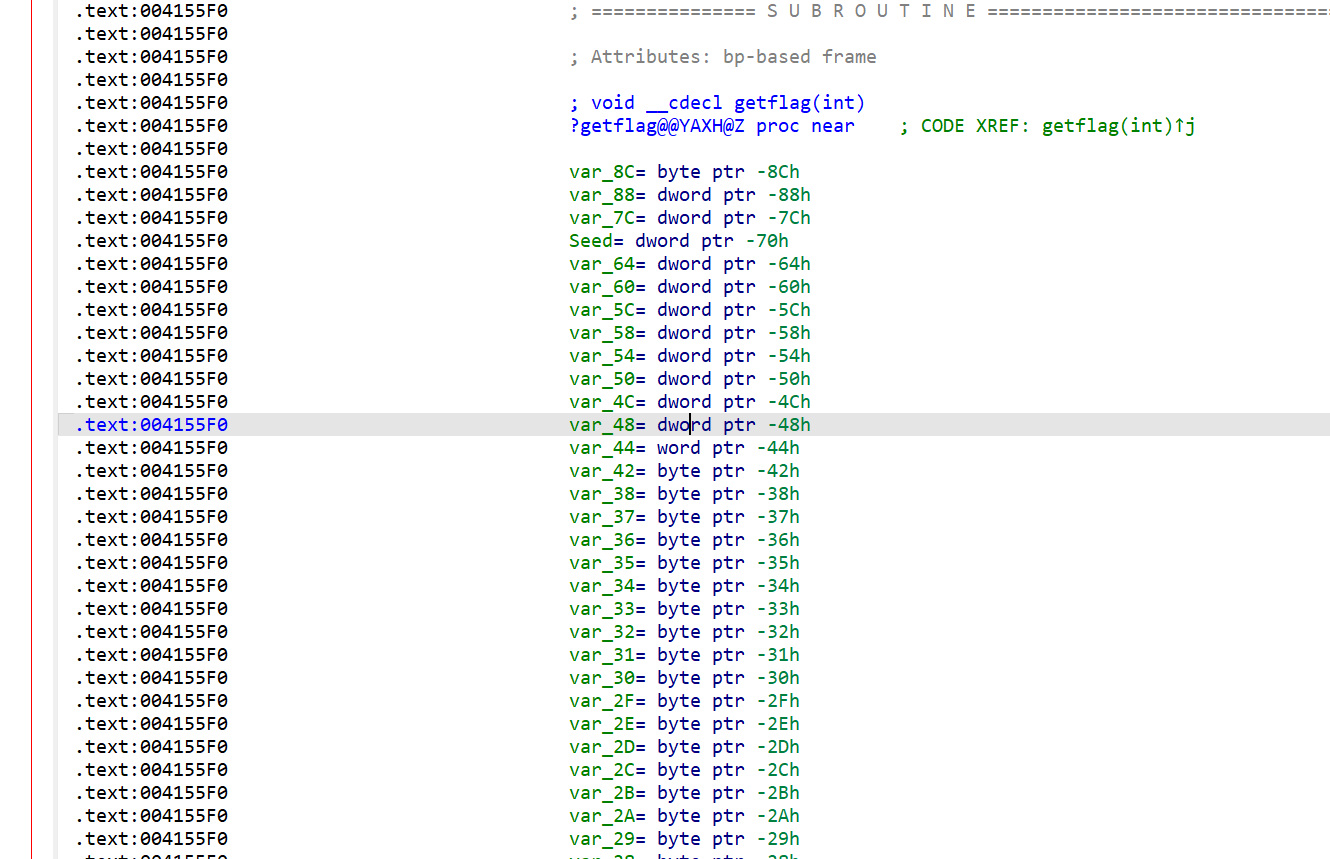 .text:004155F0 ; =============== S U B R O U T I N E ===============================
.text:004155F0
.text:004155F0 ; Attributes: bp-based frame
.text:004155F0
.text:004155F0 ; void __cdecl getflag(int)
.text:004155F0 ?getflag@@YAXH@Z proc near ; CODE XREF: getflag(int)↑j
.text:004155F0
.text:004155F0 var_8C= byte ptr -8Ch
.text:004155F0 var_88= dword ptr -88h
.text:004155F0 var_7C= dword ptr -7Ch
.text:004155F0 Seed= dword ptr -70h
.text:004155F0 var_64= dword ptr -64h
.text:004155F0 var_60= dword ptr -60h
.text:004155F0 var_5C= dword ptr -5Ch
.text:004155F0 var_58= dword ptr -58h
.text:004155F0 var_54= dword ptr -54h
.text:004155F0 var_50= dword ptr -50h
.text:004155F0 var_4C= dword ptr -4Ch
.text:004155F0 var_48= dword ptr -48h
.text:004155F0 var_44= word ptr -44h
.text:004155F0 var_42= byte ptr -42h
.text:004155F0 var_38= byte ptr -38h
.text:004155F0 var_37= byte ptr -37h
.text:004155F0 var_36= byte ptr -36h
.text:004155F0 var_35= byte ptr -35h
.text:004155F0 var_34= byte ptr -34h
.text:004155F0 var_33= byte ptr -33h
.text:004155F0 var_32= byte ptr -32h
.text:004155F0 var_31= byte ptr -31h
.text:004155F0 var_30= byte ptr -30h
.text:004155F0 var_2F= byte ptr -2Fh
.text:004155F0 var_2E= byte ptr -2Eh
.text:004155F0 var_2D= byte ptr -2Dh
.text:004155F0 var_2C= byte ptr -2Ch
.text:004155F0 var_2B= byte ptr -2Bh
.text:004155F0 var_2A= byte ptr -2Ah
.text:004155F0 var_29= byte ptr -29h